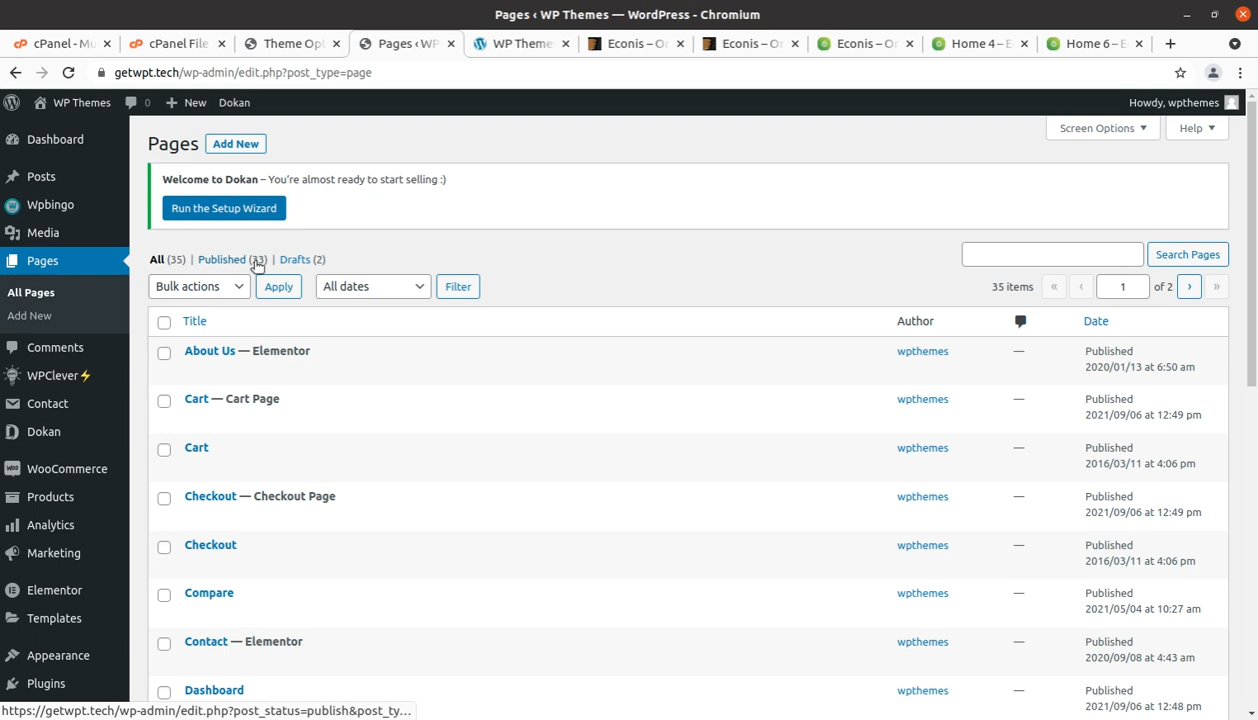 Pages ‹ WP Themes — WordPress - Chromium
cPanel - Mu
cPanel File
Theme Opt
Pages ‹ WP
WP Theme
Econis – Or
Econis – Or
Econis – Or
Home 4 – E
Home 6 – E
getwpt.tech/wp-admin/edit.php?post_type=page
WP Themes
0
New
Dokan
Howdy, wpthemes
Dashboard
Posts
Wpbingo
Media
Pages
All Pages
Add New
Comments
WPClever⚡
Contact
Dokan
WooCommerce
Products
Analytics
Marketing
Elementor
Templates
Appearance
Plugins
Screen Options ▼
Help ▼
Pages
Add New
Welcome to Dokan – You're almost ready to start selling :)
Run the Setup Wizard
All (35) | Published (33) | Drafts (2)
Search Pages
Bulk actions
Apply
All dates
Filter
35 items « ‹ 1 of 2 › »
Title Author Date
About Us — Elementor wpthemes — Published
2020/01/13 at 6:50 am
Cart — Cart Page wpthemes — Published
2021/09/06 at 12:49 pm
Cart wpthemes — Published
2016/03/11 at 4:06 pm
Checkout — Checkout Page wpthemes — Published
2021/09/06 at 12:49 pm
Checkout wpthemes — Published
2016/03/11 at 4:06 pm
Compare wpthemes — Published
2021/05/04 at 10:27 am
Contact — Elementor wpthemes — Published
2020/09/08 at 4:43 am
Dashboard wpthemes — Published
2021/09/06 at 12:48 pm
https://getwpt.tech/wp-admin/edit.php?post_status=publish&post_ty...